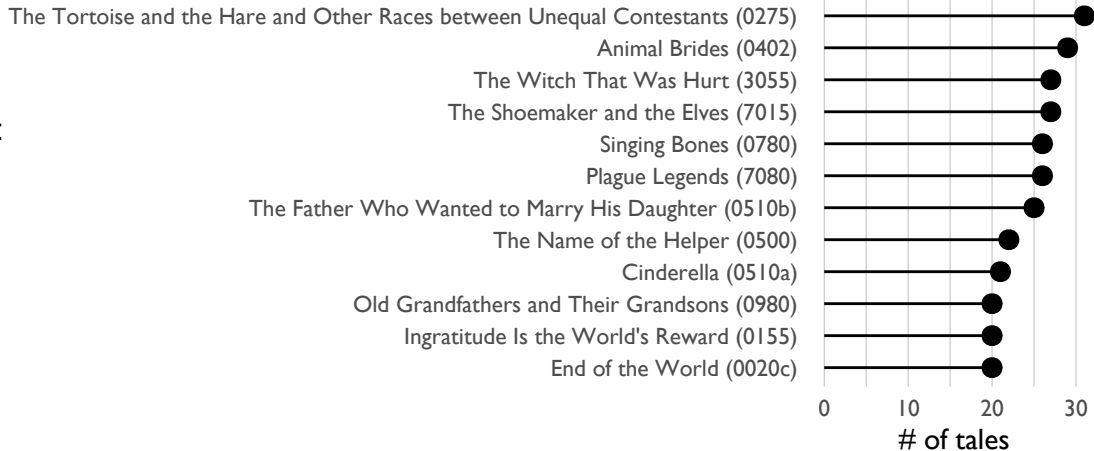 The Tortoise and the Hare and Other Races between Unequal Contestants (0275)
Animal Brides (0402)
The Witch That Was Hurt (3055)
The Shoemaker and the Elves (7015)
Singing Bones (0780)
Plague Legends (7080)
The Father Who Wanted to Marry His Daughter (0510b)
The Name of the Helper (0500)
Cinderella (0510a)
Old Grandfathers and Their Grandsons (0980)
Ingratitude Is the World's Reward (0155)
End of the World (0020c)
0 10 20 30
# of tales